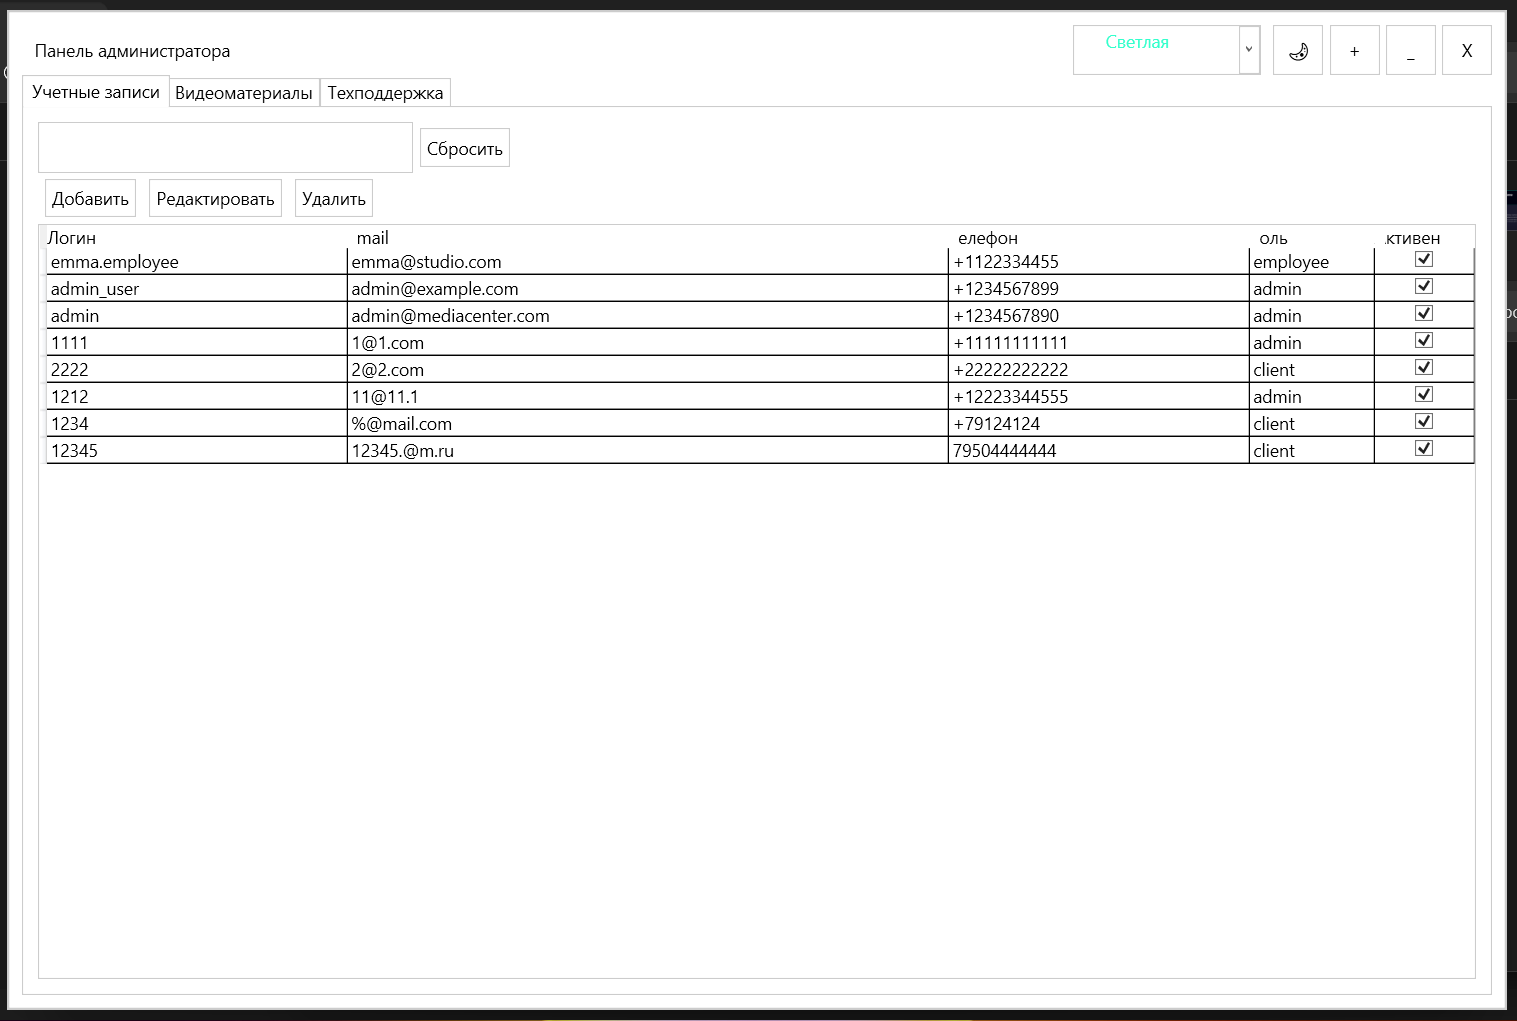 Панель администратора
Светлая
+
_
X
Учетные записи Видеоматериалы Техподдержка
Сбросить
Добавить Редактировать Удалить
Логин mail елефон оль ктивен
emma.employee emma@studio.com +1122334455 employee
admin_user admin@example.com +1234567899 admin
admin admin@mediacenter.com +1234567890 admin
1111 1@1.com +11111111111 admin
2222 2@2.com +22222222222 client
1212 11@11.1 +12223344555 admin
1234 %@mail.com +79124124 client
12345 12345.@m.ru 79504444444 client